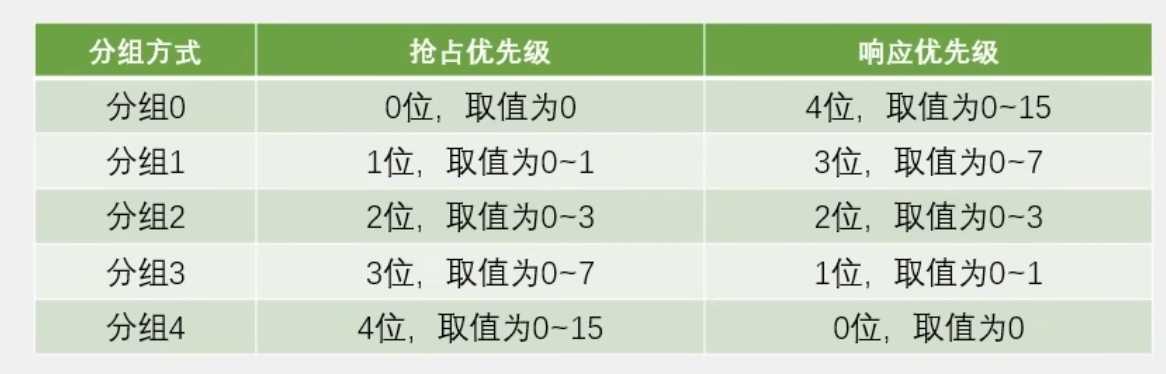 分组方式 抢占优先级 响应优先级
分组0 0位，取值为0 4位，取值为0~15
分组1 1位，取值为0~1 3位，取值为0~7
分组2 2位，取值为0~3 2位，取值为0~3
分组3 3位，取值为0~7 1位，取值为0~1
分组4 4位，取值为0~15 0位，取值为0